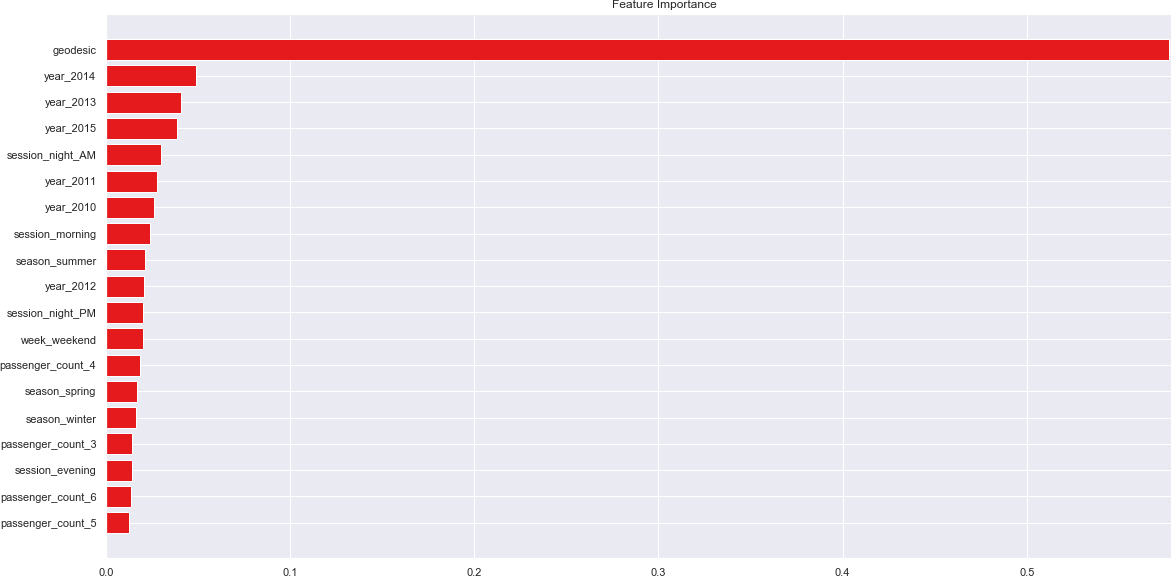 Feature Importance
geodesic
year_2014
year_2013
year_2015
session_night_AM
year_2011
year_2010
session_morning
season_summer
year_2012
session_night_PM
week_weekend
passenger_count_4
season_spring
season_winter
passenger_count_3
session_evening
passenger_count_6
passenger_count_5
0.0 0.1 0.2 0.3 0.4 0.5